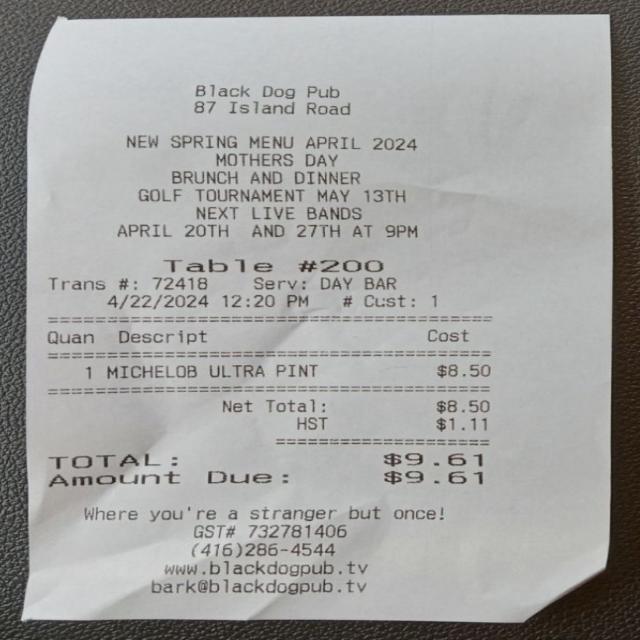 Black Dog Pub
87 Island Road
NEW SPRING MENU APRIL 2024
MOTHERS DAY
BRUNCH AND DINNER
GOLF TOURNAMENT MAY 13TH
NEXT LIVE BANDS
APRIL 20TH AND 27TH AT 9PM
Table #200
Trans #: 72418 Serv: DAY BAR
4/22/2024 12:20 PM # Cust: 1
Quan Descript Cost
1 MICHELOB ULTRA PINT $8.50
Net Total: $8.50
HST $1.11
TOTAL: $9.61
Amount Due: $9.61
Where you're a stranger but once!
GST# 732781406
(416)286-4544
www.blackdogpub.tv
bark@blackdogpub.tv